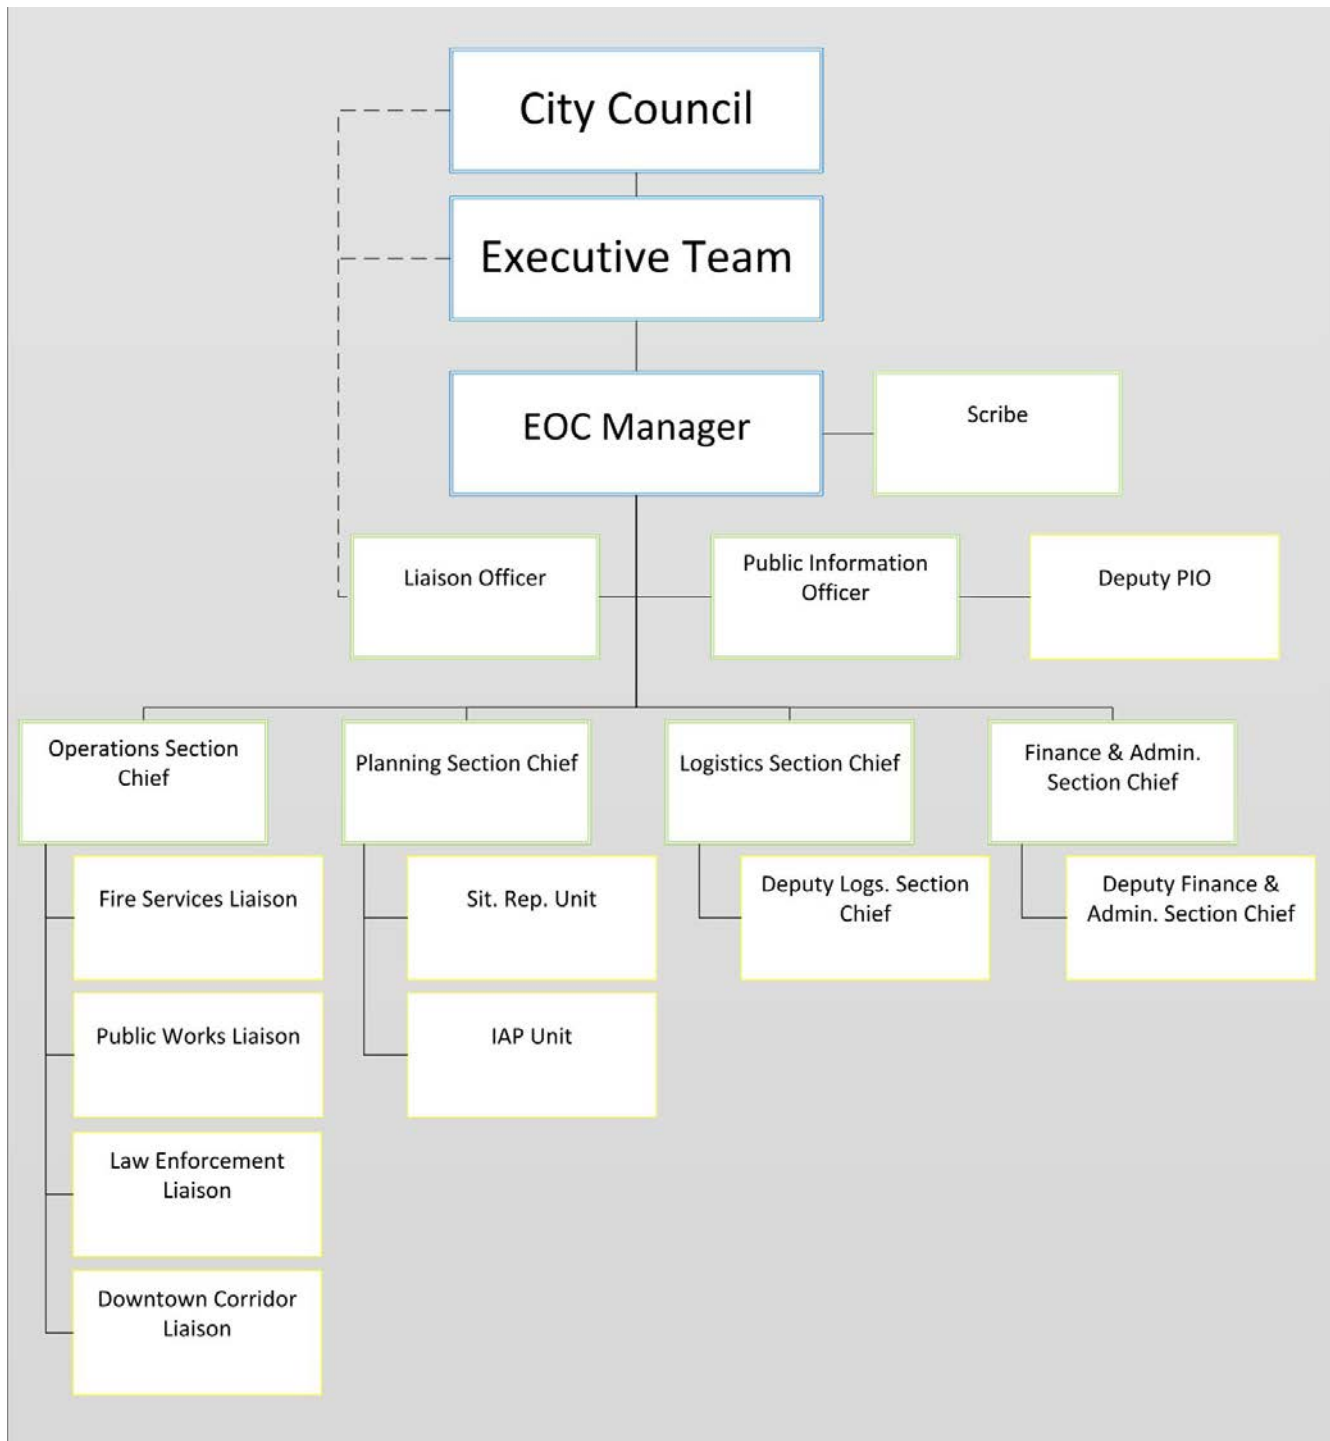 City Council
Executive Team
EOC Manager
Scribe
Liaison Officer
Public Information
Officer
Deputy PIO
Operations Section
Chief
Planning Section Chief
Logistics Section Chief
Finance & Admin.
Section Chief
Fire Services Liaison
Sit. Rep. Unit
Deputy Logs. Section
Chief
Deputy Finance &
Admin. Section Chief
Public Works Liaison
IAP Unit
Law Enforcement
Liaison
Downtown Corridor
Liaison